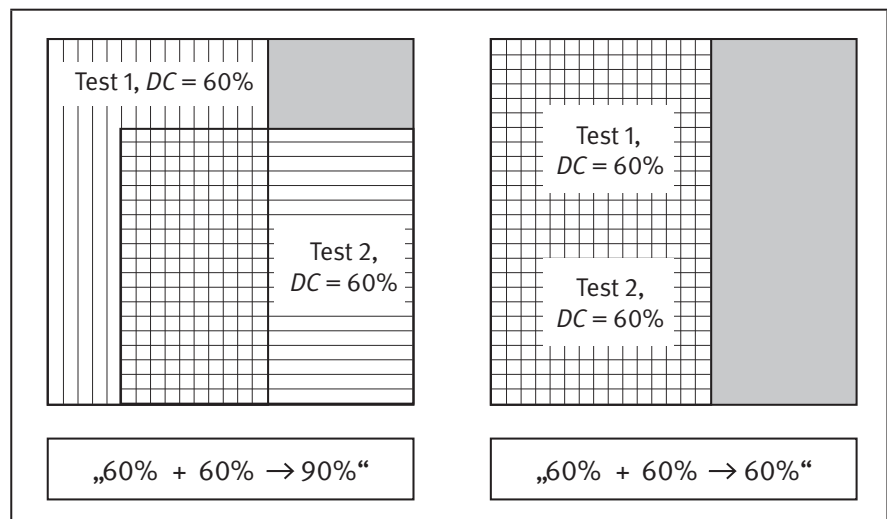 Test 1, DC = 60%
Test 2,
DC = 60%
„60% + 60% → 90%“
Test 1,
DC = 60%
Test 2,
DC = 60%
„60% + 60% → 60%“